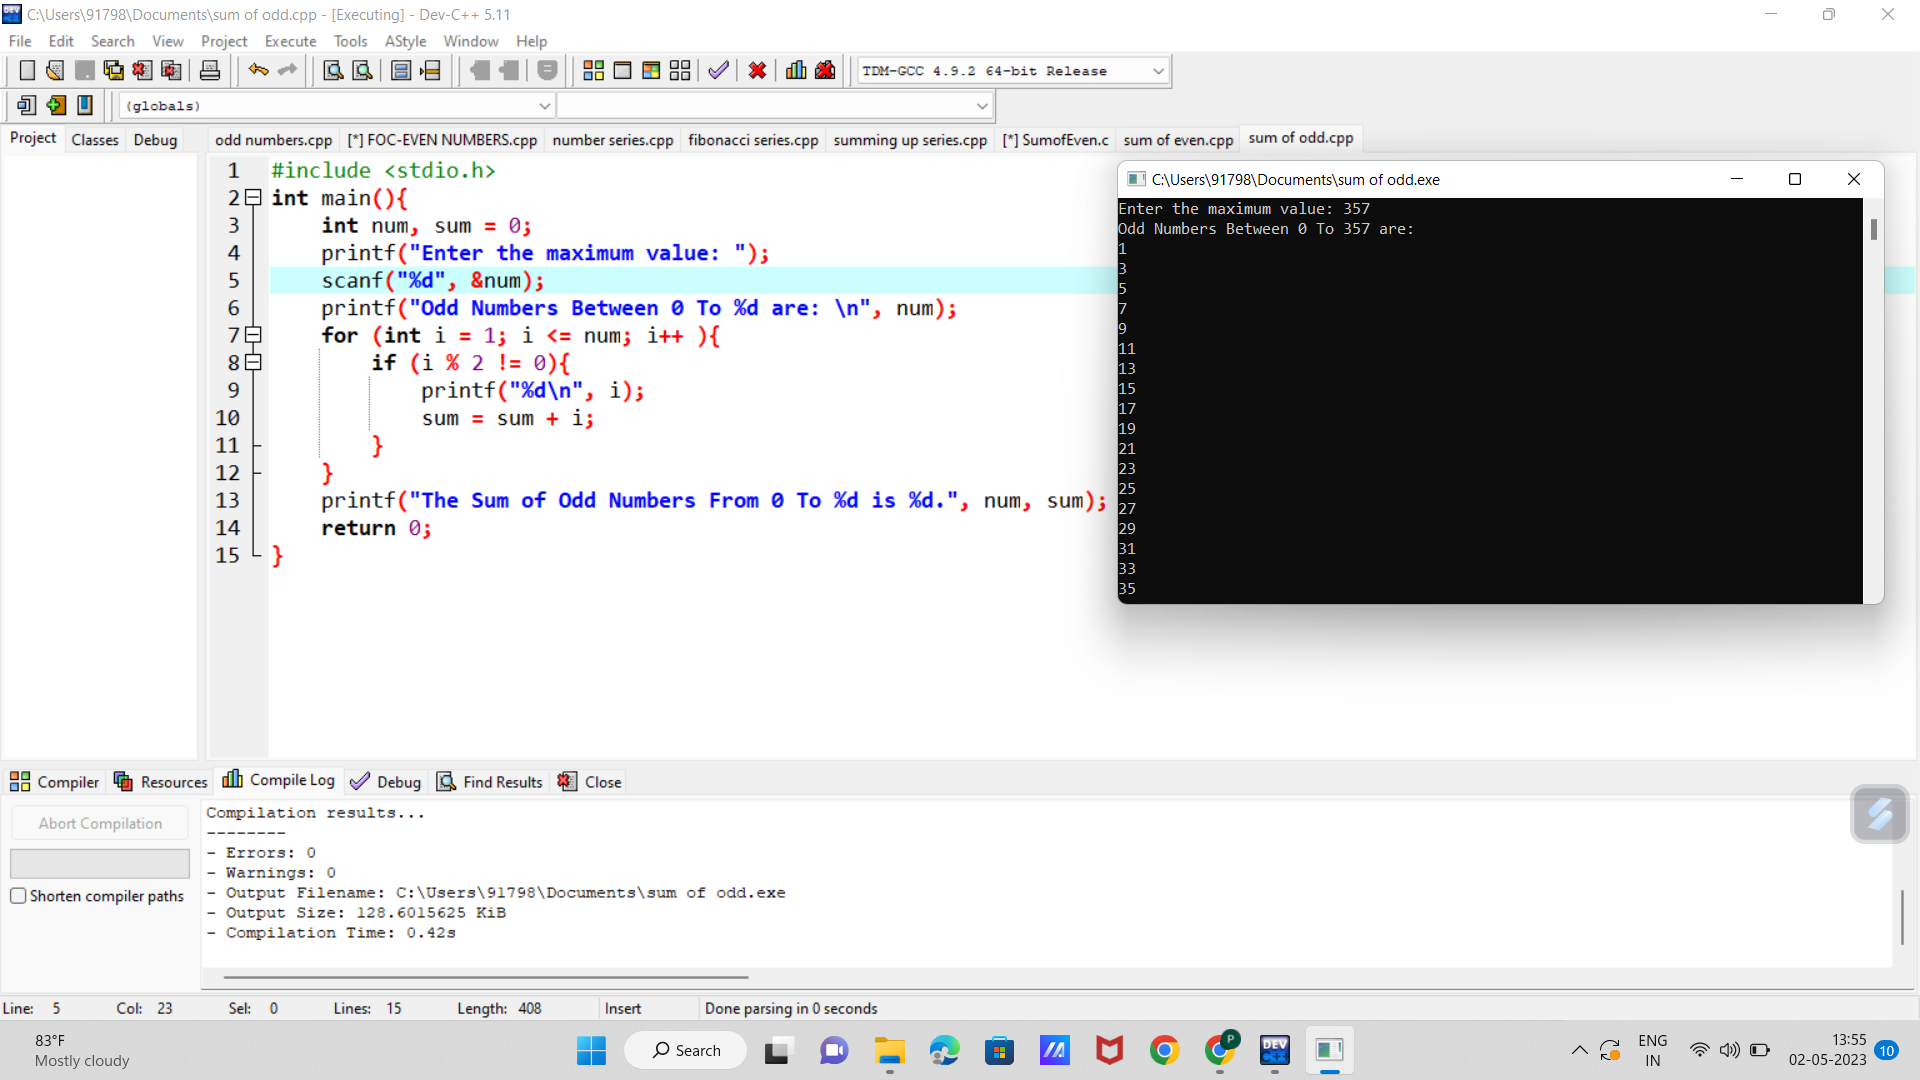 C:\Users\91798\Documents\sum of odd.cpp - [Executing] - Dev-C++ 5.11
File Edit Search View Project Execute Tools AStyle Window Help
TDM-GCC 4.9.2 64-bit Release
(globals)
Project Classes Debug
odd numbers.cpp [*] FOC-EVEN NUMBERS.cpp number series.cpp fibonacci series.cpp summing up series.cpp [*] SumofEven.c sum of even.cpp sum of odd.cpp
1 #include <stdio.h>
2 int main(){
3 int num, sum = 0;
4 printf("Enter the maximum value: ");
5 scanf("%d", &num);
6 printf("Odd Numbers Between 0 To %d are: \n", num);
7 for (int i = 1; i <= num; i++ ){
8 if (i % 2 != 0){
9 printf("%d\n", i);
10 sum = sum + i;
11 }
12 }
13 printf("The Sum of Odd Numbers From 0 To %d is %d.", num, sum);
14 return 0;
15 }
C:\Users\91798\Documents\sum of odd.exe
Enter the maximum value: 357
Odd Numbers Between 0 To 357 are:
1
3
5
7
9
11
13
15
17
19
21
23
25
27
29
31
33
35
Compiler Resources Compile Log Debug Find Results Close
Abort Compilation
Shorten compiler paths
Compilation results...
--------
- Errors: 0
- Warnings: 0
- Output Filename: C:\Users\91798\Documents\sum of odd.exe
- Output Size: 128.6015625 KiB
- Compilation Time: 0.42s
Line: 5 Col: 23 Sel: 0 Lines: 15 Length: 408 Insert Done parsing in 0 seconds
83°F
Mostly cloudy
Search
P
DEV
C++
ENG
IN
13:55
02-05-2023
10